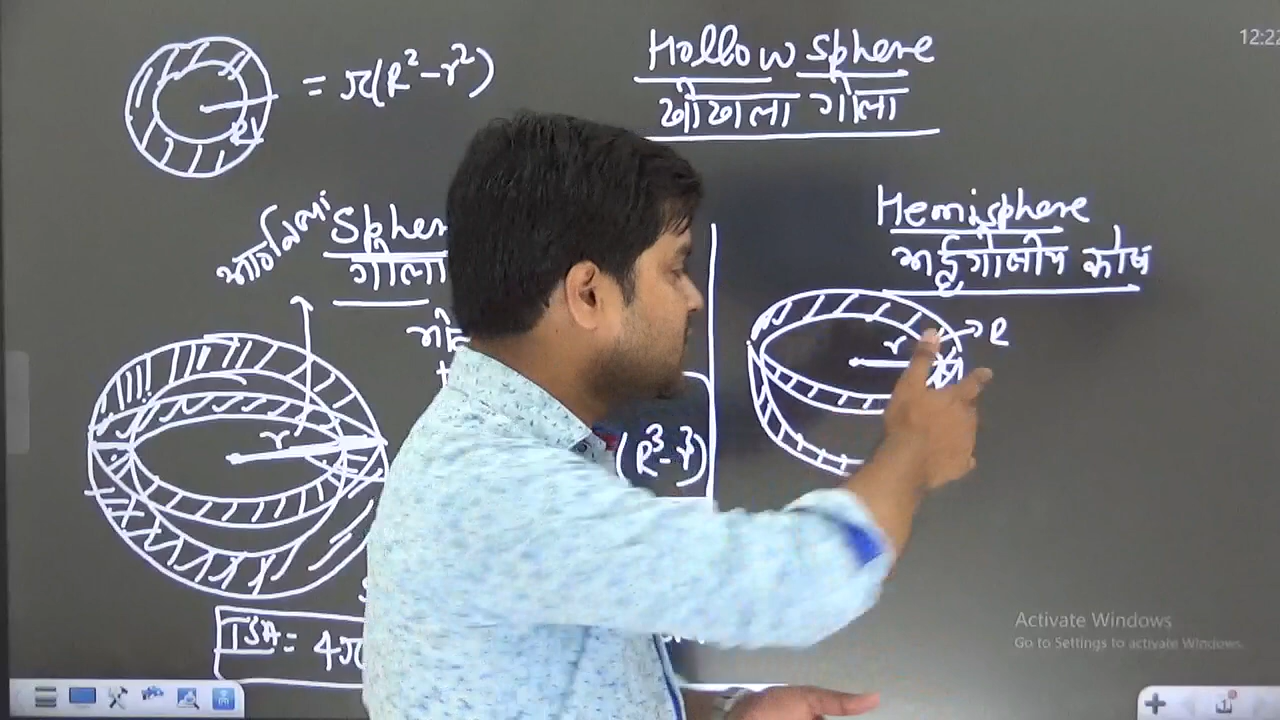 12:22
Hollow sphere
खोखला गोला
= π(R²-r²)
R
Spher
गोला
Hemisphere
अर्द्धगोलीय कोश
R
r
r
(R³-r³)
TSA = 4π
Activate Windows
Go to Settings to activate Windows.